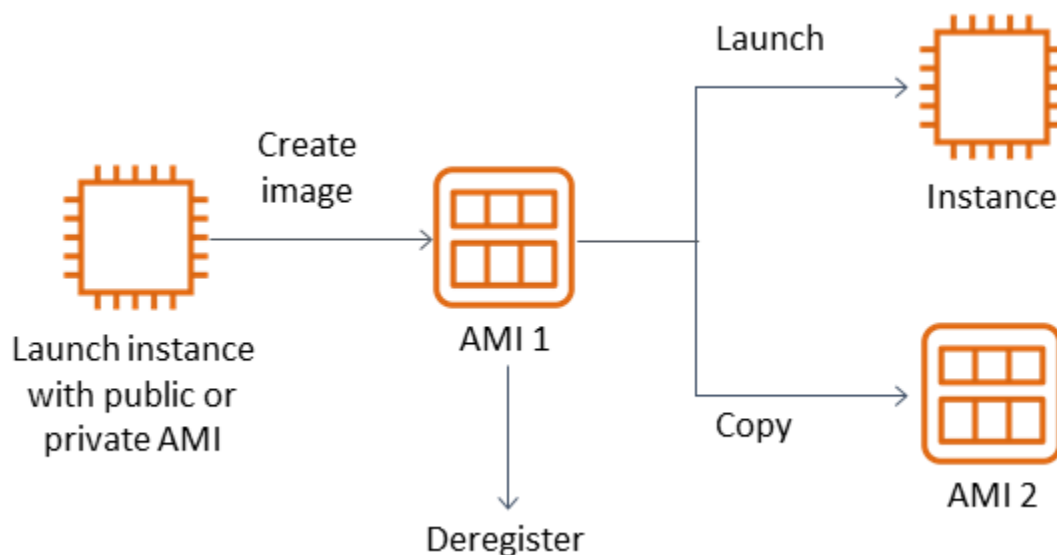 Launch
Create
image
Instance
AMI 1
Launch instance
with public or
private AMI
Copy
AMI 2
Deregister